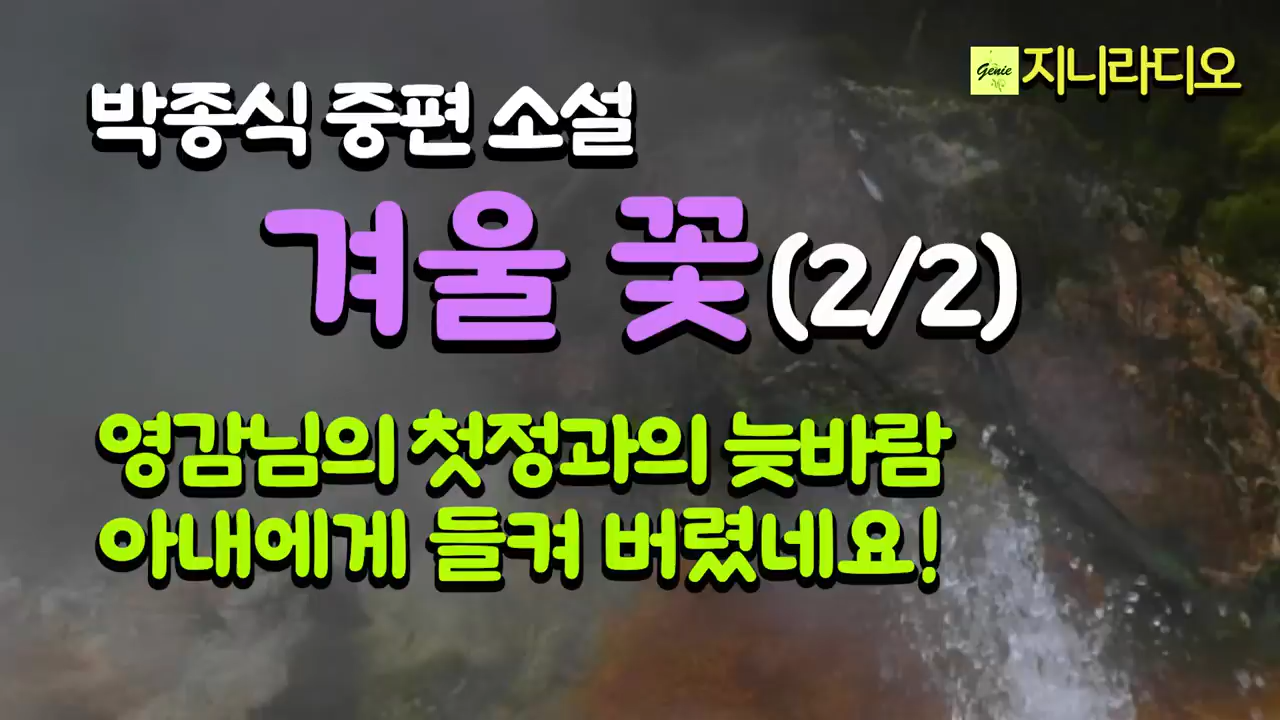 Genie 지니라디오
박종식 중편 소설
겨울 꽃(2/2)
영감님의 첫정과의 늦바람
아내에게 들켜 버렸네요!